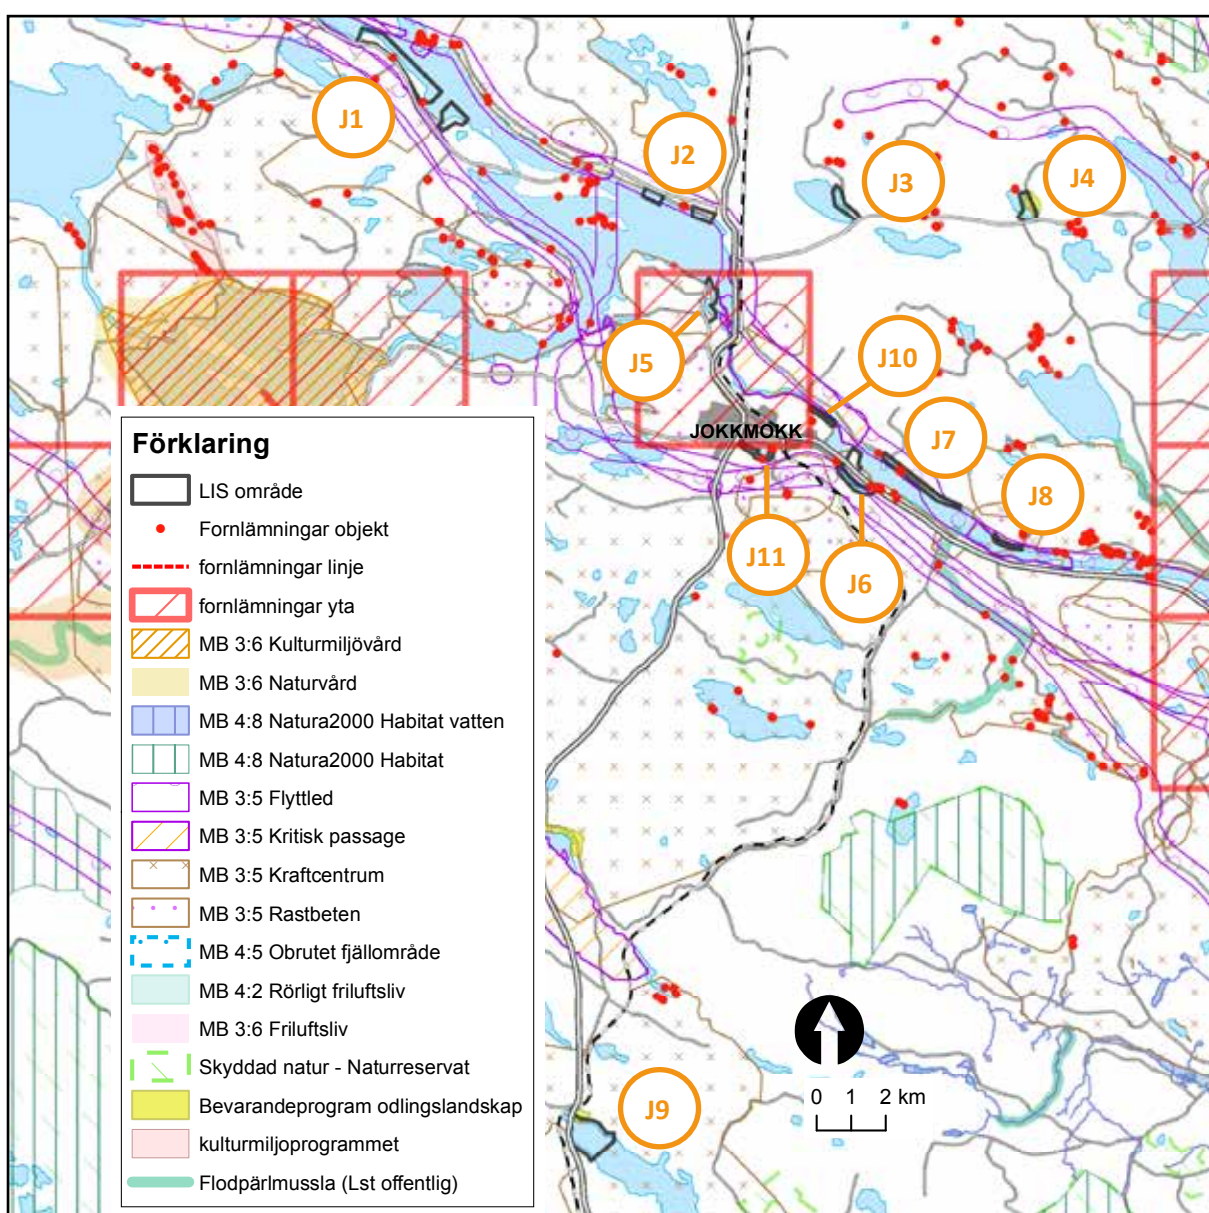 J1
J2
J3
J4
J5
J10
JOKKMOKK
J7
J8
J11
J6
J9
Förklaring
LIS område
Fornlämningar objekt
fornlämningar linje
fornlämningar yta
MB 3:6 Kulturmiljövård
MB 3:6 Naturvård
MB 4:8 Natura2000 Habitat vatten
MB 4:8 Natura2000 Habitat
MB 3:5 Flyttled
MB 3:5 Kritisk passage
MB 3:5 Kraftcentrum
MB 3:5 Rastbeten
MB 4:5 Obrutet fjällområde
MB 4:2 Rörligt friluftsliv
MB 3:6 Friluftsliv
Skyddad natur - Naturreservat
Bevarandeprogram odlingslandskap
kulturmiljoprogrammet
Flodpärlmussla (Lst offentlig)
0 1 2 km